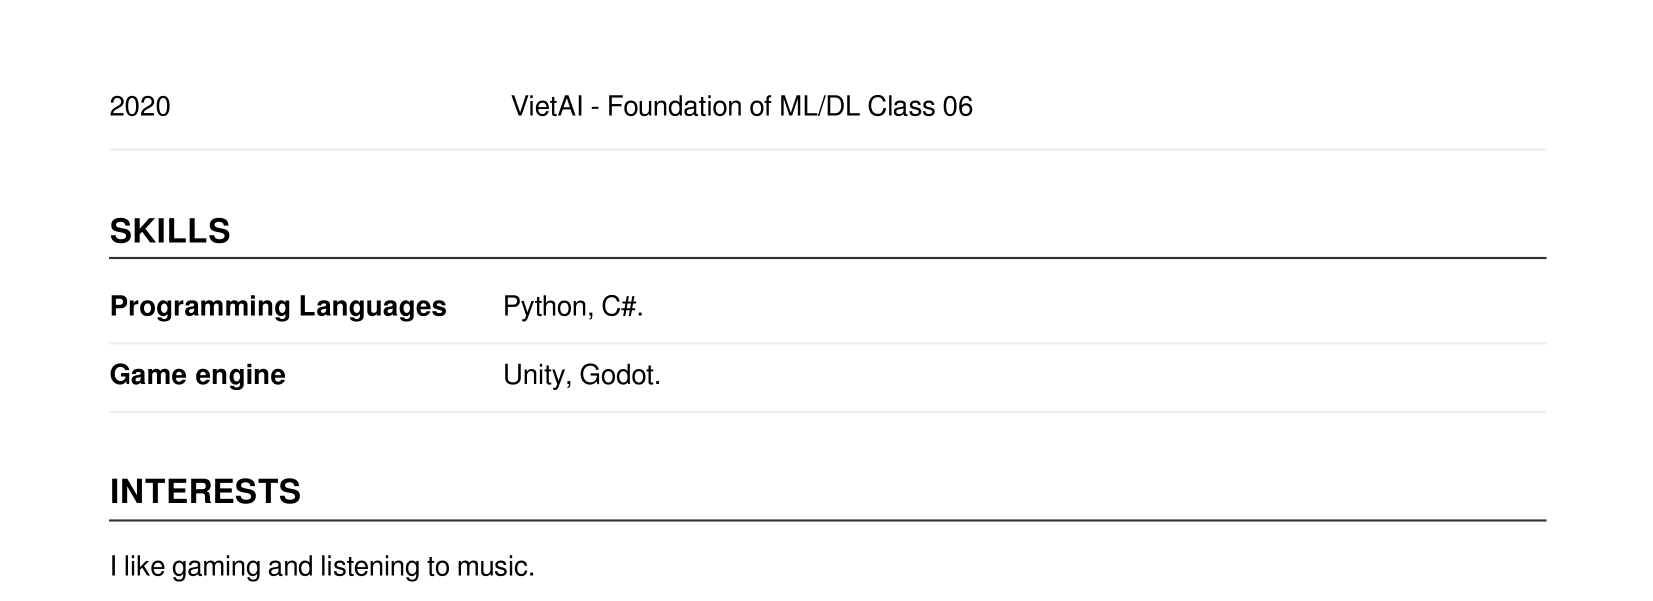 2020 VietAI - Foundation of ML/DL Class 06
SKILLS
Programming Languages Python, C#.
Game engine Unity, Godot.
INTERESTS
I like gaming and listening to music.